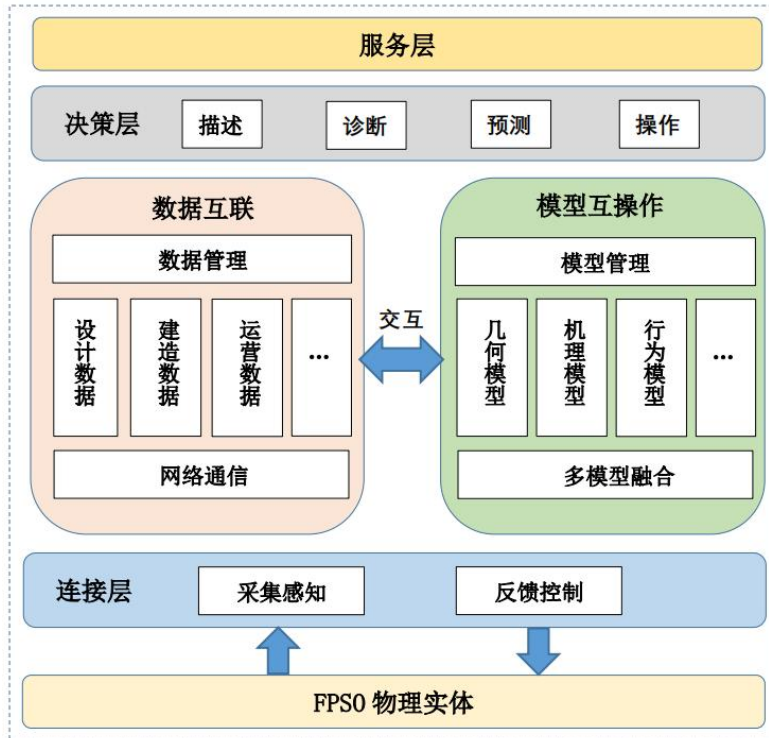 服务层
决策层
描述
诊断
预测
操作
数据互联
数据管理
设计数据
建造数据
运营数据
...
网络通信
交互
模型互操作
模型管理
几何模型
机理模型
行为模型
...
多模型融合
连接层
采集感知
反馈控制
FPSO 物理实体